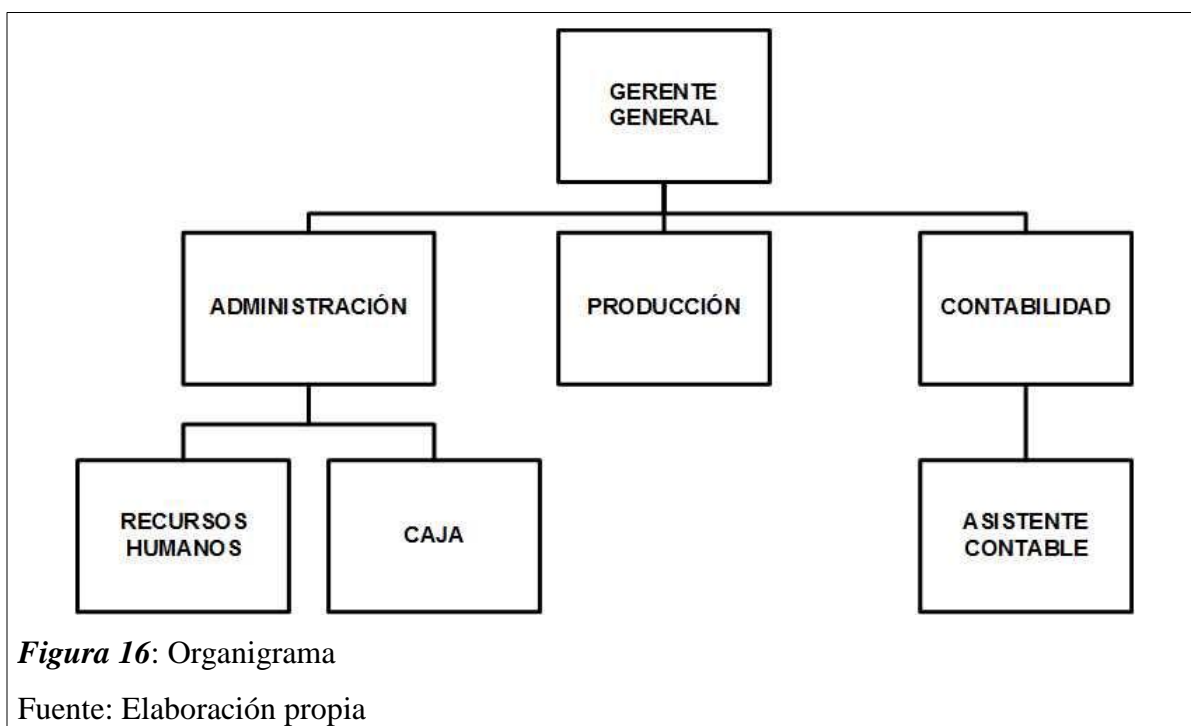 GERENTE
GENERAL
ADMINISTRACIÓN
PRODUCCIÓN
CONTABILIDAD
RECURSOS
HUMANOS
CAJA
ASISTENTE
CONTABLE
Figura 16: Organigrama
Fuente: Elaboración propia